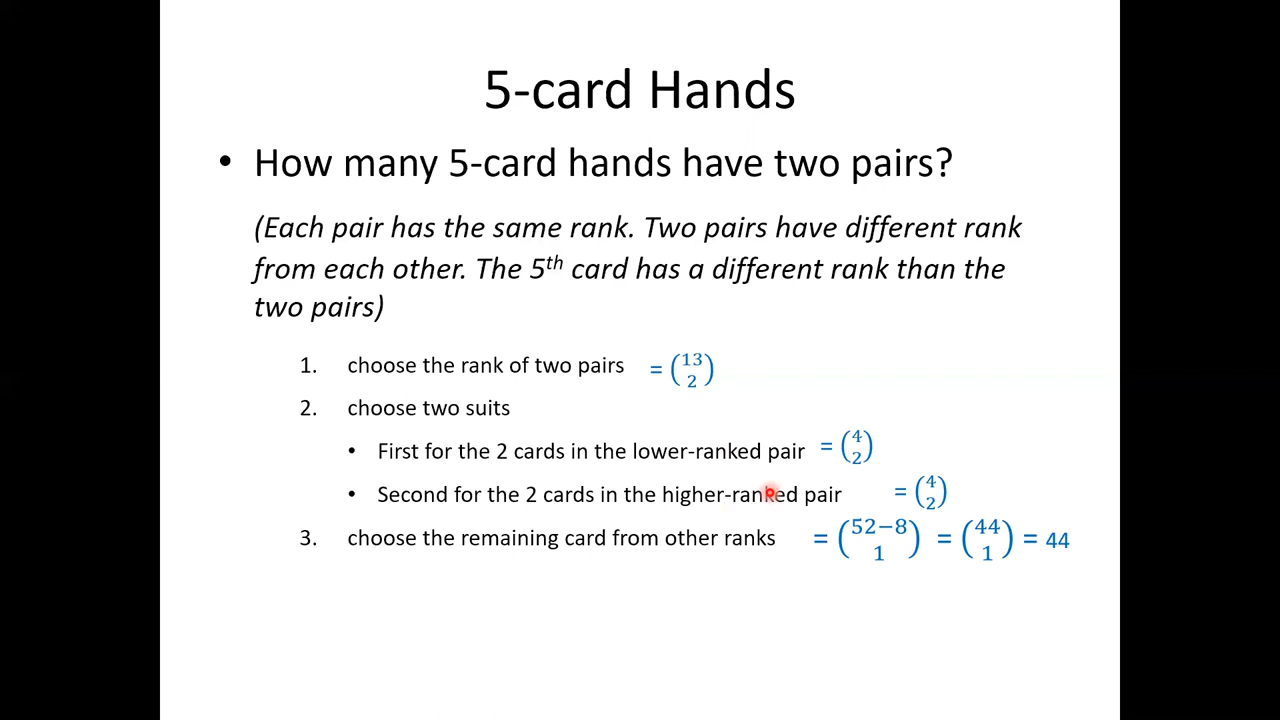 5-card Hands
• How many 5-card hands have two pairs?
(Each pair has the same rank. Two pairs have different rank
from each other. The 5th card has a different rank than the
two pairs)
1. choose the rank of two pairs = (13 2)
2. choose two suits
• First for the 2 cards in the lower-ranked pair = (4 2)
• Second for the 2 cards in the higher-ranked pair = (4 2)
3. choose the remaining card from other ranks = (52−8 1) = (44 1) = 44